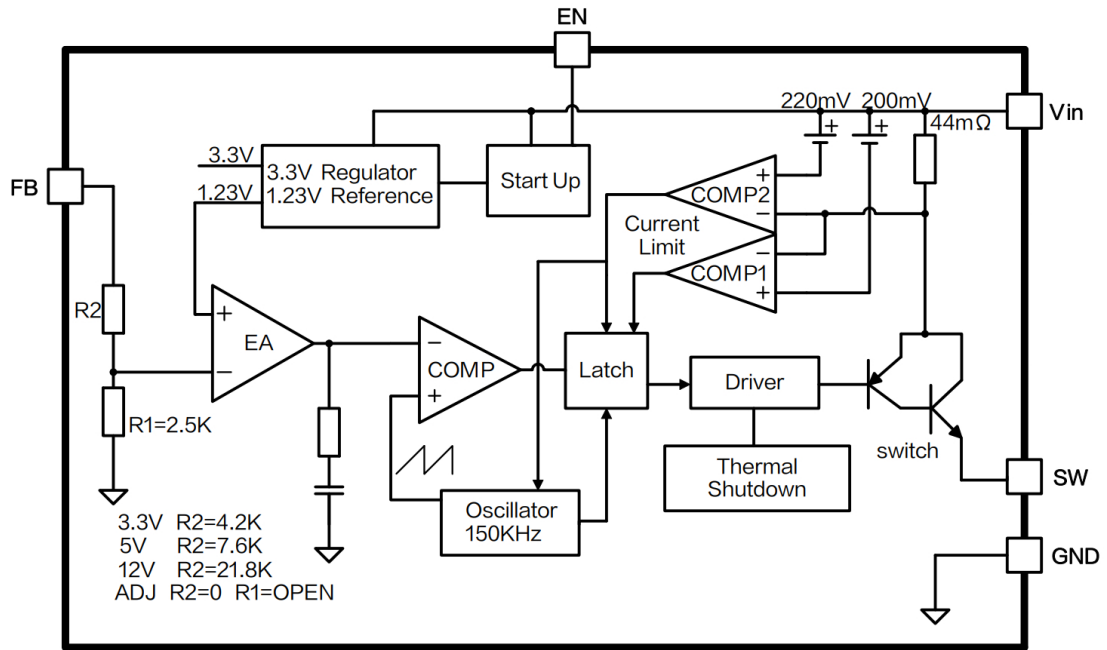 EN
220mV 200mV
Vin
44mΩ
3.3V
3.3V Regulator
1.23V Reference
1.23V
Start Up
FB
+
COMP2
−
Current
Limit
−
COMP1
+
+
+
R2
+
EA
−
−
COMP
+
Latch
Driver
R1=2.5K
switch
Thermal
Shutdown
SW
Oscillator
150KHz
3.3V R2=4.2K
5V R2=7.6K
12V R2=21.8K
ADJ R2=0 R1=OPEN
GND